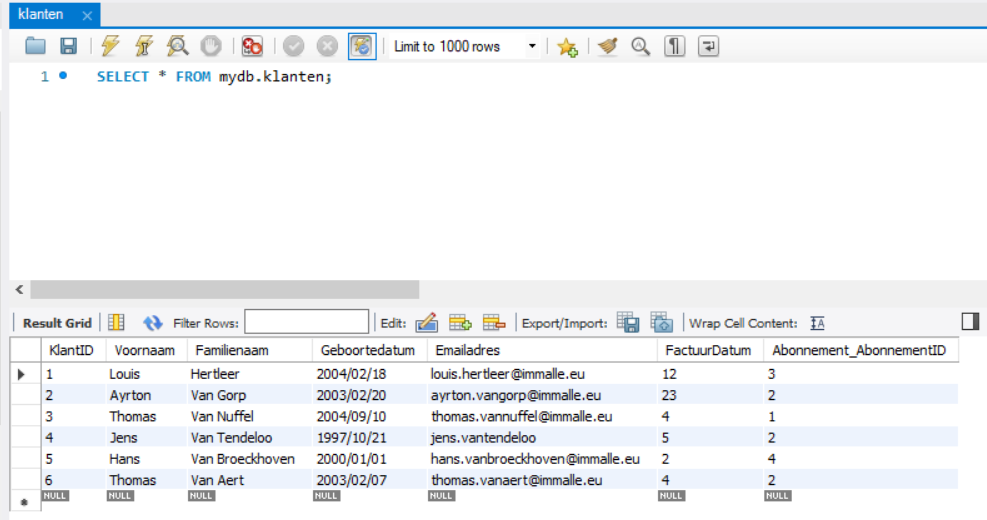 klanten
Limit to 1000 rows
1 SELECT * FROM mydb.klanten;
Result Grid Filter Rows: Edit: Export/Import: Wrap Cell Content: IA
KlantID Voornaam Familienaam Geboortedatum Emailadres FactuurDatum Abonnement_AbonnementID
1 Louis Hertleer 2004/02/18 louis.hertleer@immalle.eu 12 3
2 Ayrton Van Gorp 2003/02/20 ayrton.vangorp@immalle.eu 23 2
3 Thomas Van Nuffel 2004/09/10 thomas.vannuffel@immalle.eu 4 1
4 Jens Van Tendeloo 1997/10/21 jens.vantendeloo 5 2
5 Hans Van Broeckhoven 2000/01/01 hans.vanbroeckhoven@immalle.eu 2 4
6 Thomas Van Aert 2003/02/07 thomas.vanaert@immalle.eu 4 2
NULL NULL NULL NULL NULL NULL NULL